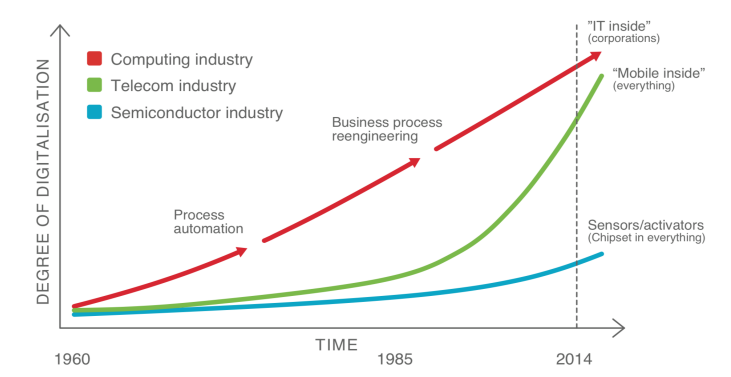 "IT inside"
(corporations)
Computing industry
Telecom industry
Semiconductor industry
"Mobile inside"
(everything)
Business process
reengineering
Process
automation
Sensors/activators
(Chipset in everything)
DEGREE OF DIGITALISATION
TIME
1960
1985
2014